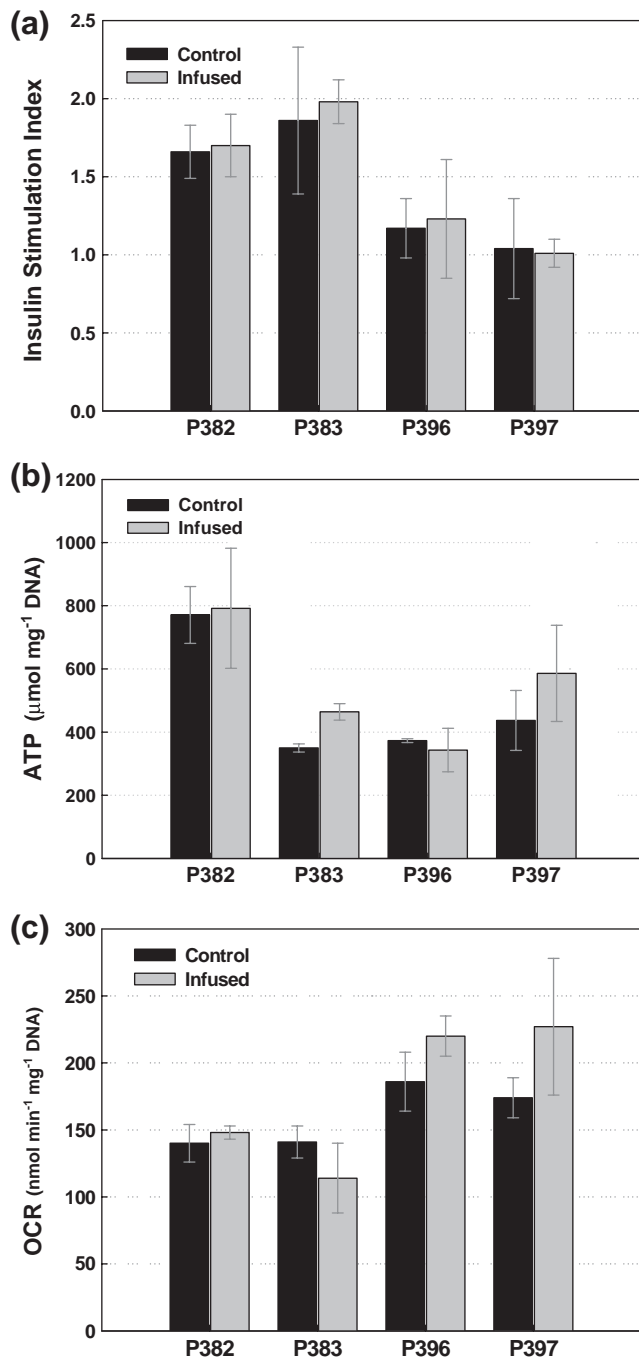 (a)
Insulin Stimulation Index
2.5
2.0
1.5
1.0
0.5
0.0
Control
Infused
P382 P383 P396 P397
(b)
ATP (μmol mg⁻¹ DNA)
1200
1000
800
600
400
200
0
Control
Infused
P382 P383 P396 P397
(c)
OCR (nmol min⁻¹ mg⁻¹ DNA)
300
250
200
150
100
50
0
Control
Infused
P382 P383 P396 P397